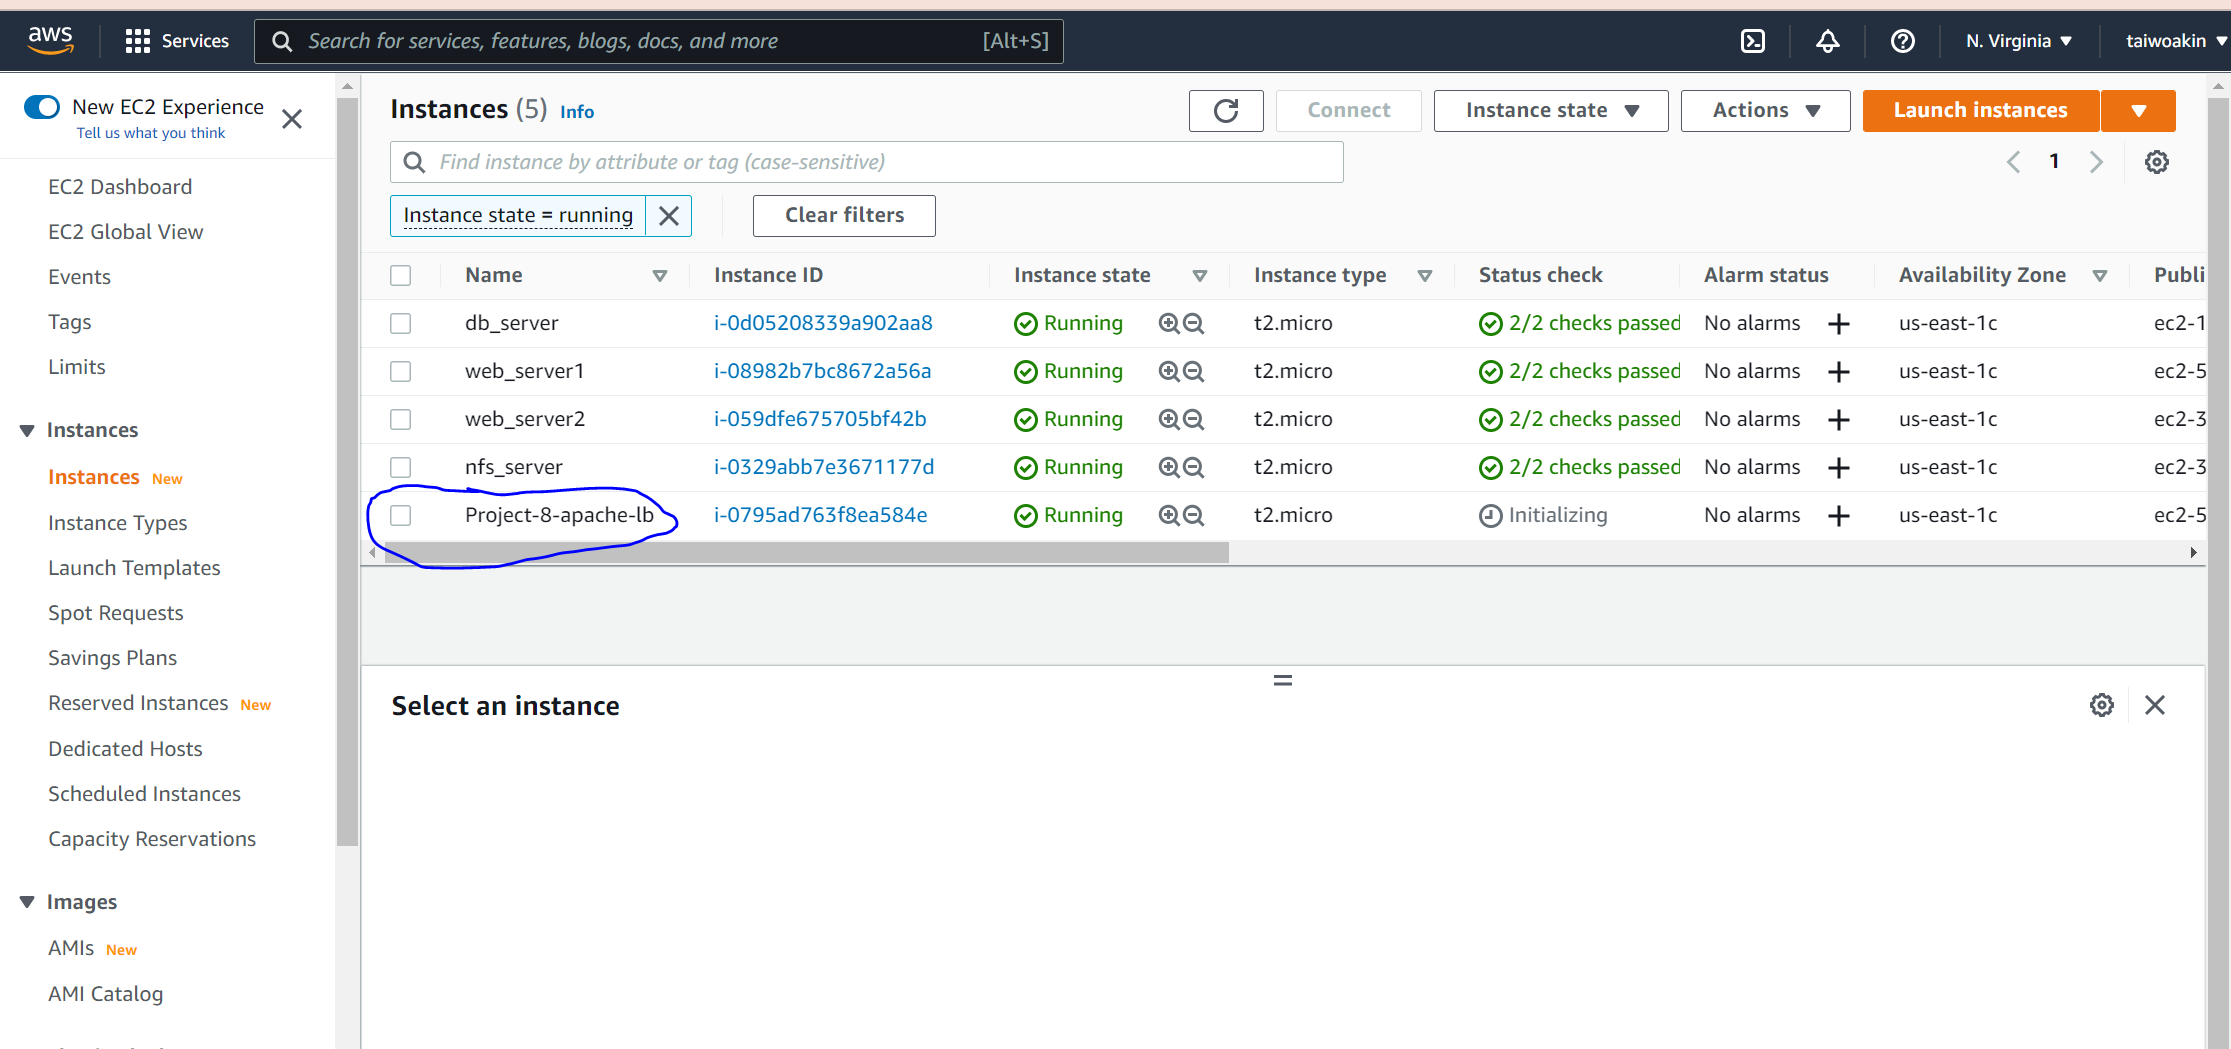 aws Services Search for services, features, blogs, docs, and more [Alt+S] N. Virginia taiwoakin
New EC2 Experience
Tell us what you think
EC2 Dashboard
EC2 Global View
Events
Tags
Limits
Instances
Instances New
Instance Types
Launch Templates
Spot Requests
Savings Plans
Reserved Instances New
Dedicated Hosts
Scheduled Instances
Capacity Reservations
Images
AMIs New
AMI Catalog
Instances (5) Info Connect Instance state Actions Launch instances
Find instance by attribute or tag (case-sensitive) 1
Instance state = running Clear filters
Name Instance ID Instance state Instance type Status check Alarm status Availability Zone Publi
db_server i-0d05208339a902aa8 Running t2.micro 2/2 checks passed No alarms us-east-1c ec2-1
web_server1 i-08982b7bc8672a56a Running t2.micro 2/2 checks passed No alarms us-east-1c ec2-5
web_server2 i-059dfe675705bf42b Running t2.micro 2/2 checks passed No alarms us-east-1c ec2-3
nfs_server i-0329abb7e3671177d Running t2.micro 2/2 checks passed No alarms us-east-1c ec2-3
Project-8-apache-lb i-0795ad763f8ea584e Running t2.micro Initializing No alarms us-east-1c ec2-5
Select an instance